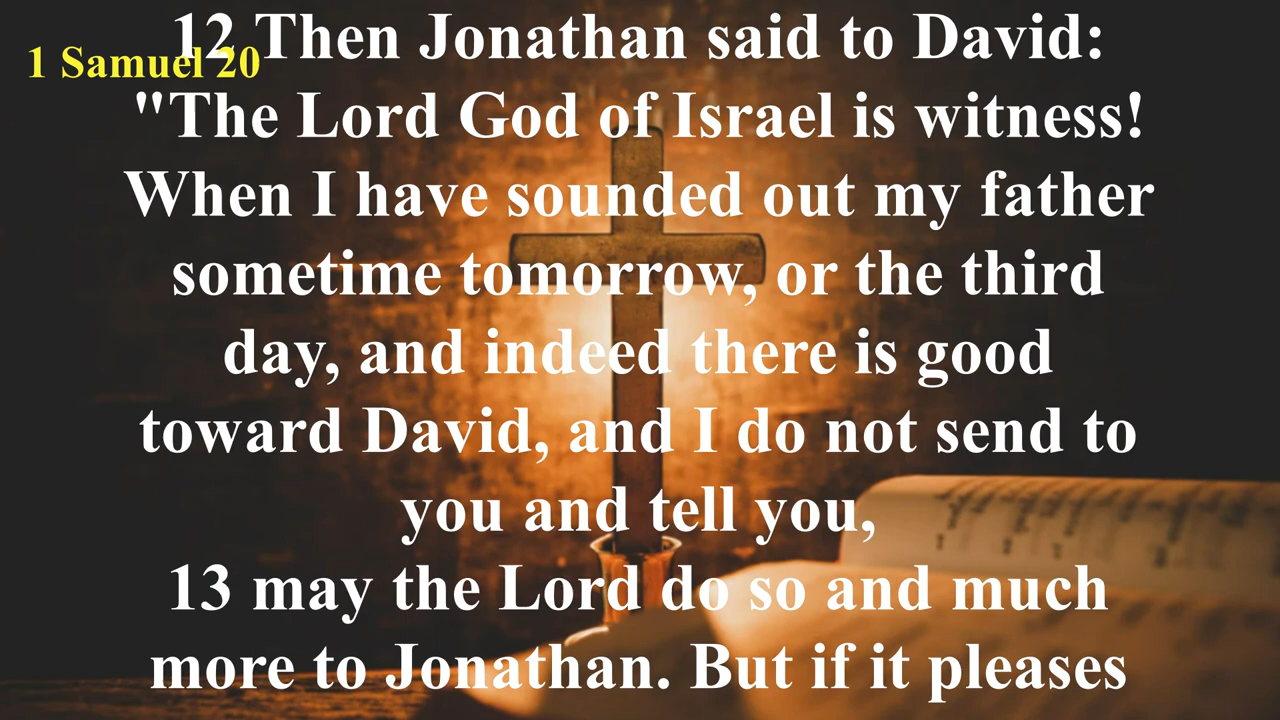 1 Samuel 20
12 Then Jonathan said to David:
"The Lord God of Israel is witness!
When I have sounded out my father
sometime tomorrow, or the third
day, and indeed there is good
toward David, and I do not send to
you and tell you,
13 may the Lord do so and much
more to Jonathan. But if it pleases